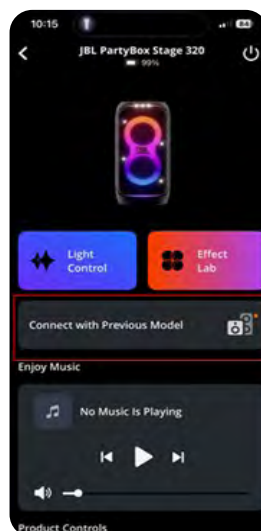 10:15
64
JBL PartyBox Stage 320
99%
Light
Control
Effect
Lab
Connect with Previous Model
Enjoy Music
No Music Is Playing
Product Controls